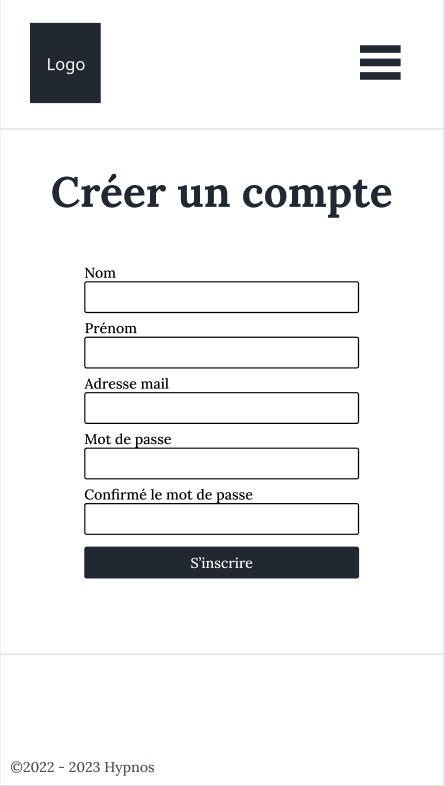 Logo
Créer un compte
Nom
Prénom
Adresse mail
Mot de passe
Confirmé le mot de passe
S’inscrire
©2022 - 2023 Hypnos